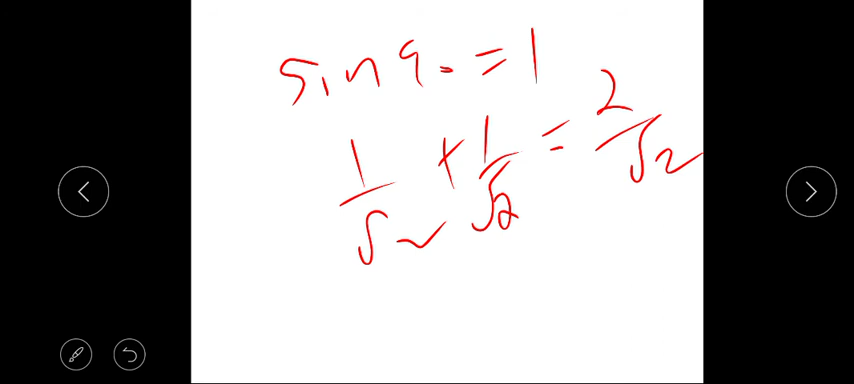 sin 90 = 1
1/√2 + 1/√2 = 2/√2